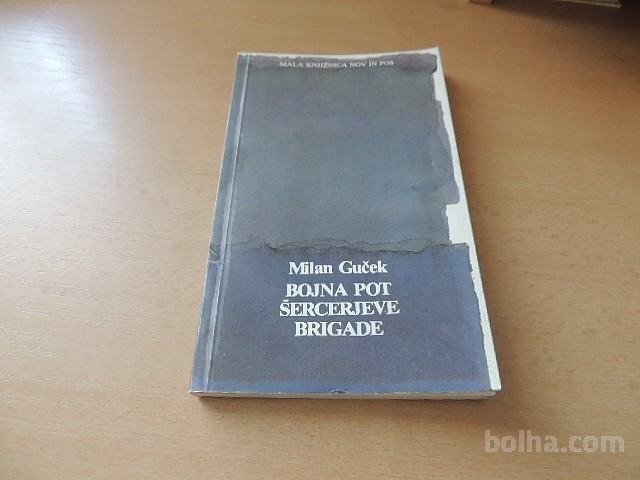 MALA KNJIŽNICA NOV IN POS
Milan Guček
BOJNA POT
ŠERCERJEVE
BRIGADE
bolha.com